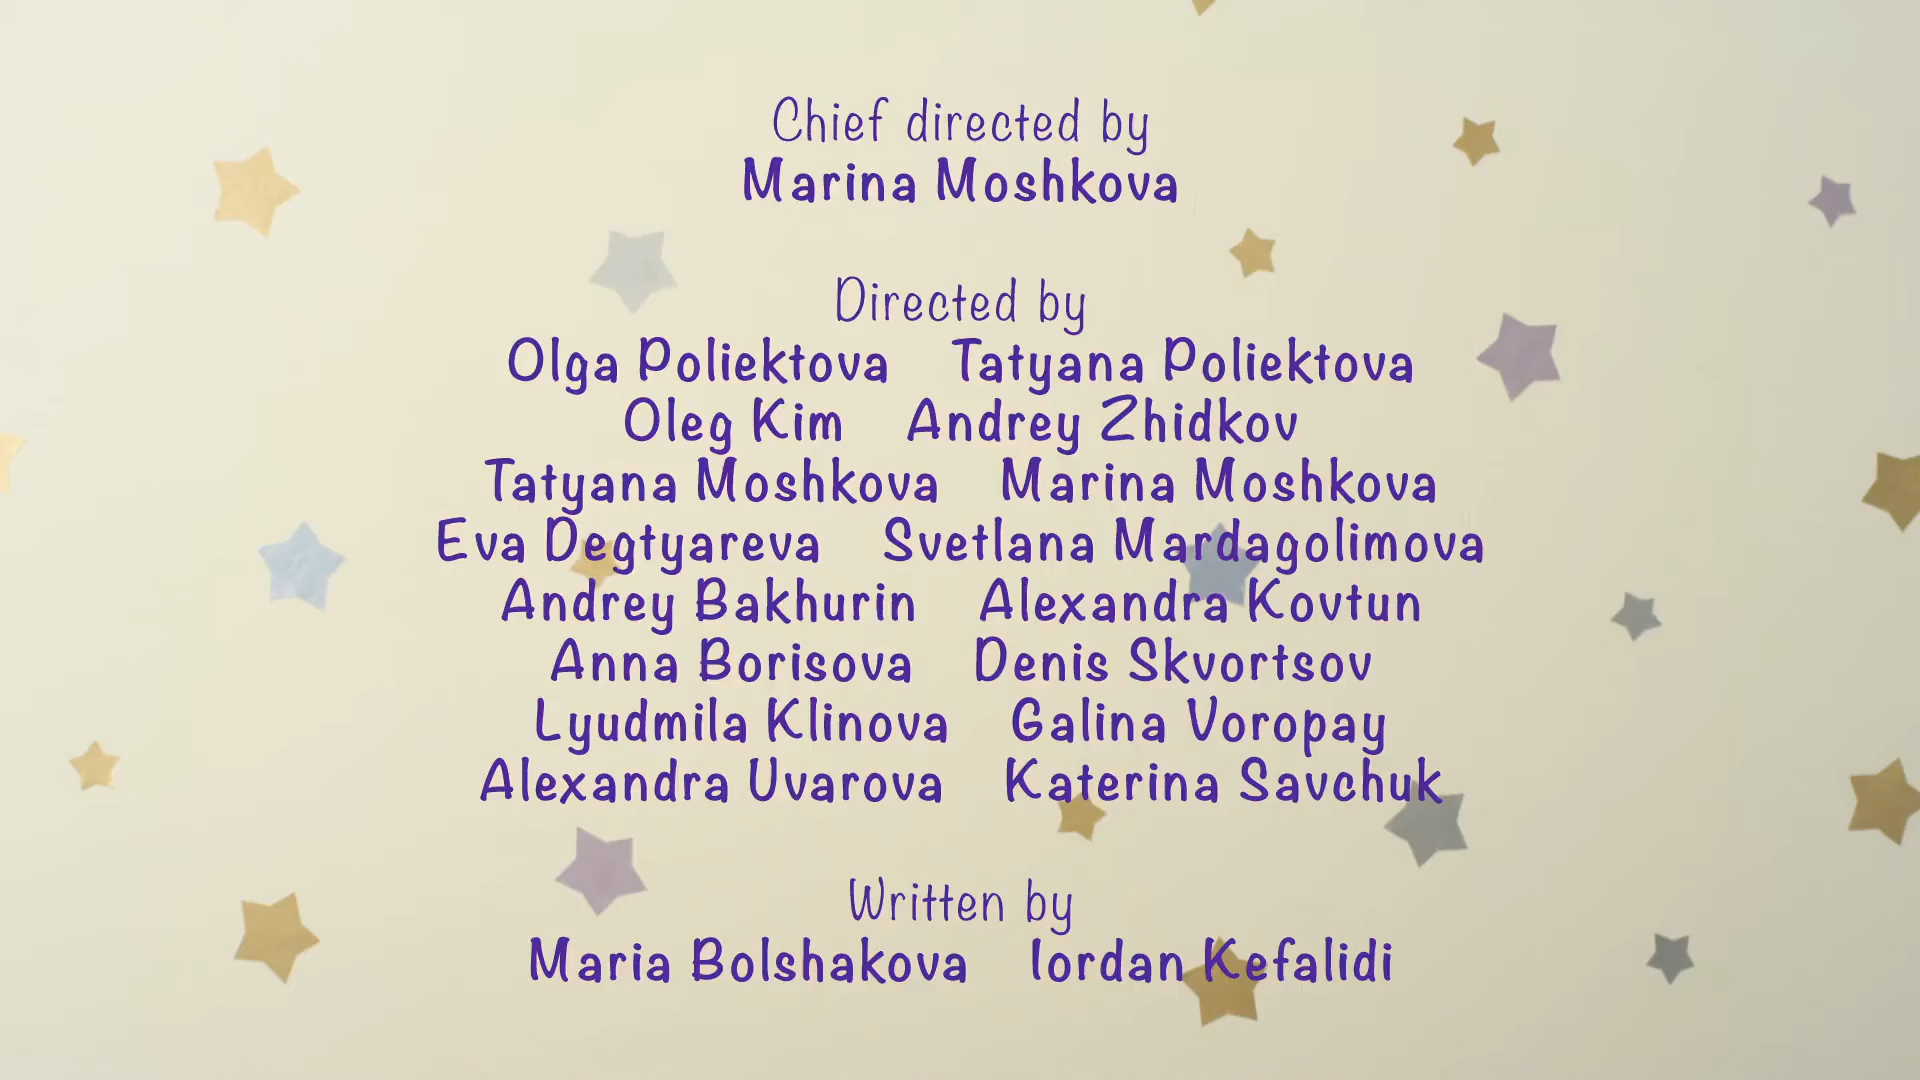 Chief directed by
Marina Moshkova
Directed by
Olga Poliektova Tatyana Poliektova
Oleg Kim Andrey Zhidkov
Tatyana Moshkova Marina Moshkova
Eva Degtyareva Svetlana Mardagolimova
Andrey Bakhurin Alexandra Kovtun
Anna Borisova Denis Skvortsov
Lyudmila Klinova Galina Voropay
Alexandra Uvarova Katerina Savchuk
Written by
Maria Bolshakova Iordan Kefalidi